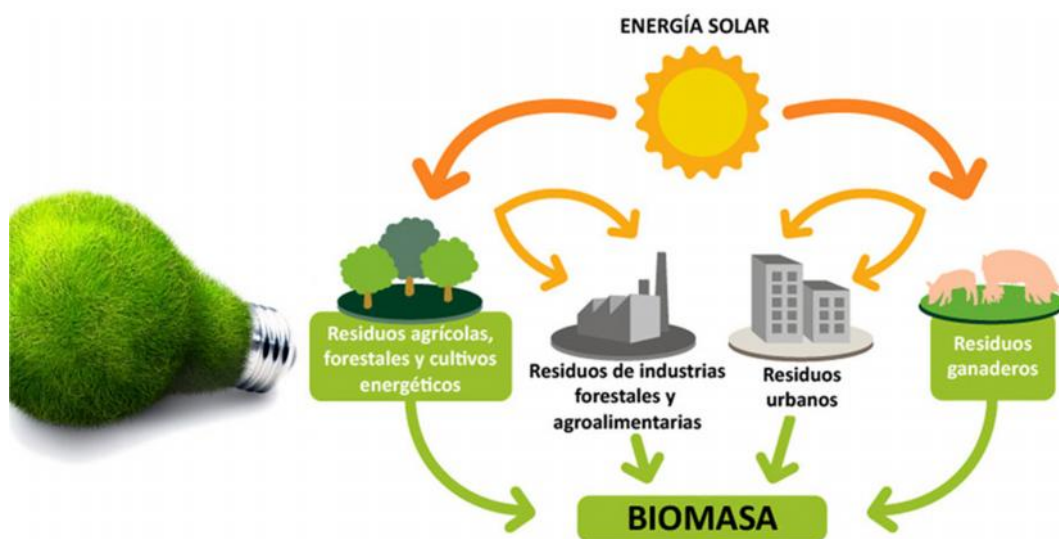 ENERGÍA SOLAR
Residuos agrícolas,
forestales y cultivos
energéticos
Residuos de industrias
forestales y
agroalimentarias
Residuos
urbanos
Residuos
ganaderos
BIOMASA